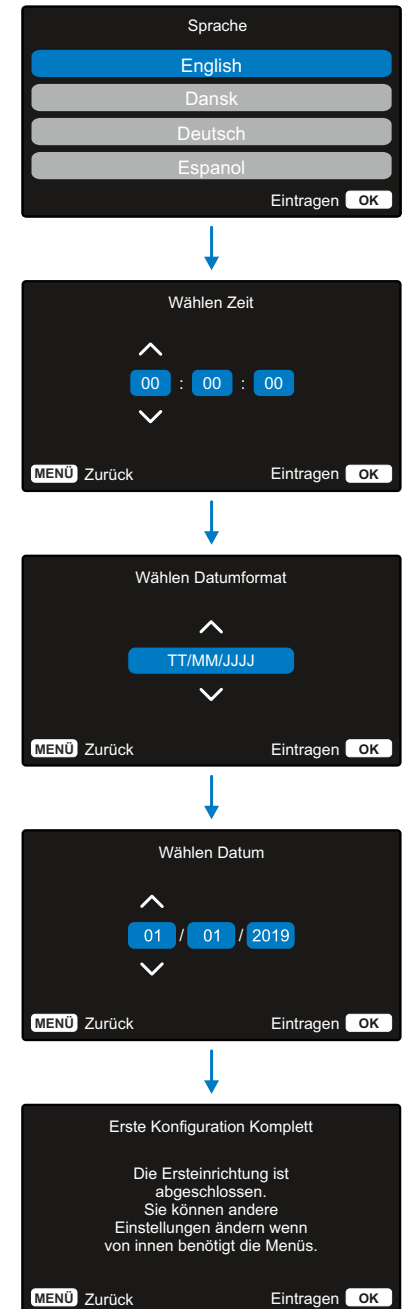 Sprache
English
Dansk
Deutsch
Espanol
Eintragen OK
Wählen Zeit
00 : 00 : 00
MENÜ Zurück Eintragen OK
Wählen Datumformat
TT/MM/JJJJ
MENÜ Zurück Eintragen OK
Wählen Datum
01 / 01 / 2019
MENÜ Zurück Eintragen OK
Erste Konfiguration Komplett
Die Ersteinrichtung ist
abgeschlossen.
Sie können andere
Einstellungen ändern wenn
von innen benötigt die Menüs.
MENÜ Zurück Eintragen OK